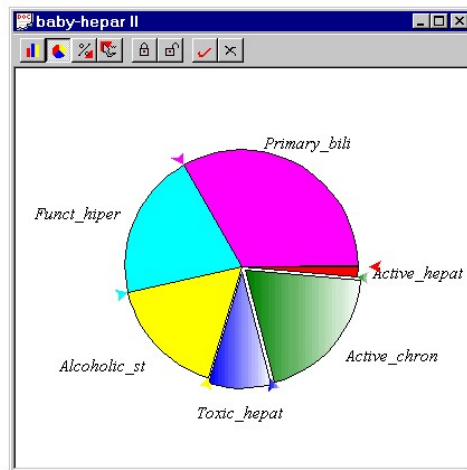 baby-hepar II
Primary_bili
Funct_hiper
Active_hepat
Active_chron
Alcoholic_st
Toxic_hepat